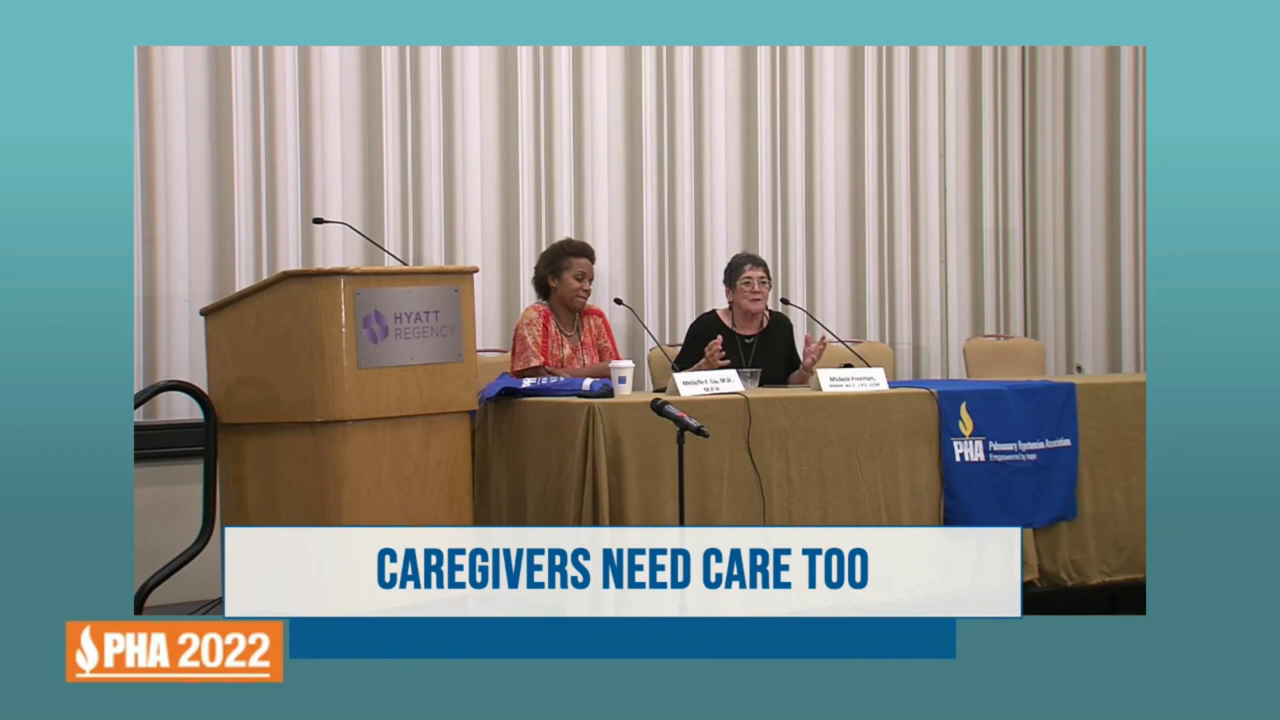 HYATT
REGENCY
Michele Freeman,
PHA
Pulmonary Hypertension Association
Empowered by hope
CAREGIVERS NEED CARE TOO
PHA 2022